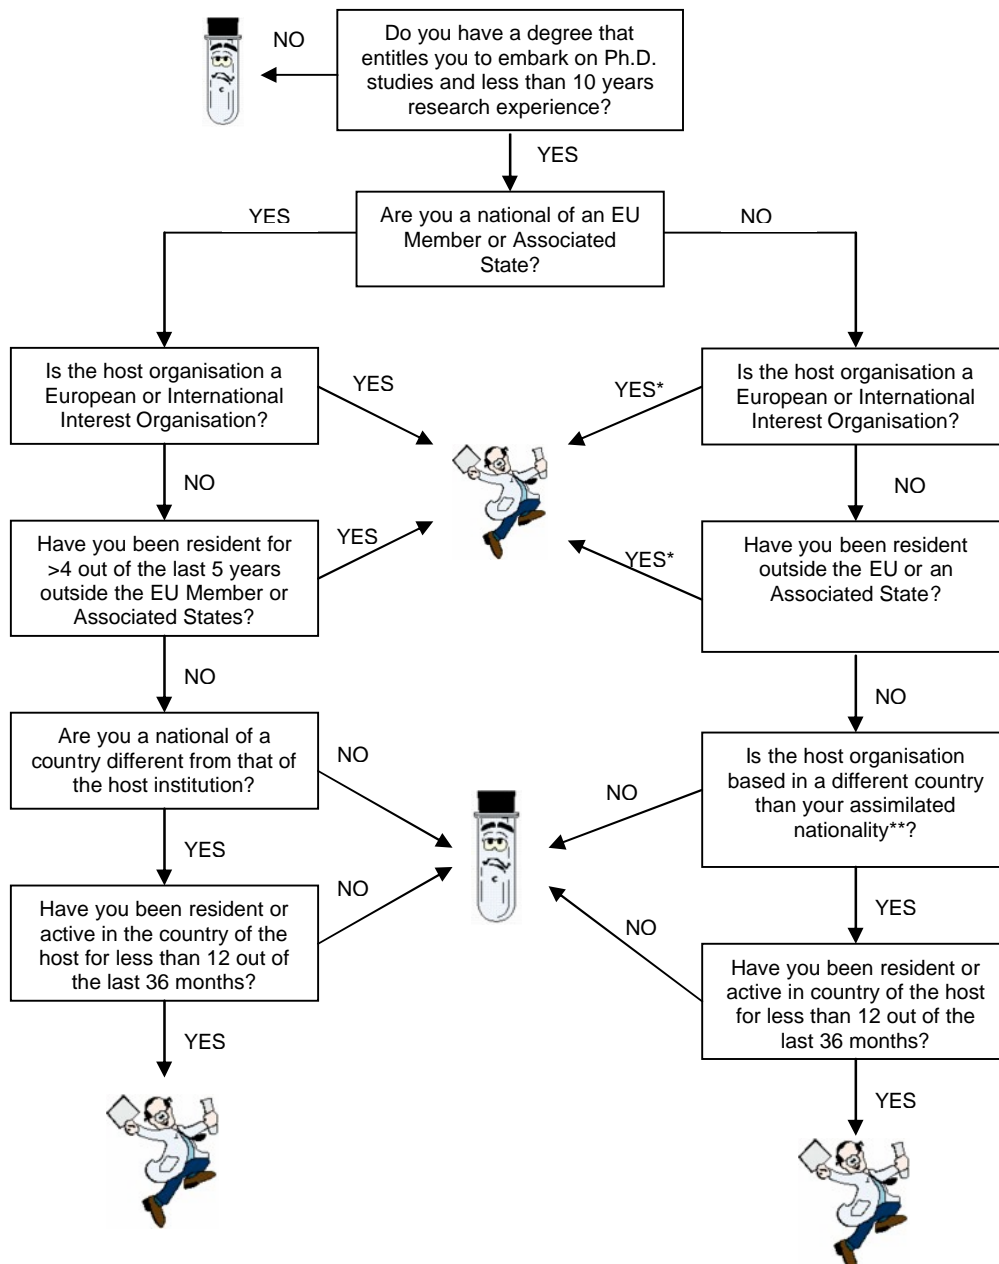 NO
Do you have a degree that
entitles you to embark on Ph.D.
studies and less than 10 years
research experience?
YES
YES
Are you a national of an EU
Member or Associated
State?
NO
Is the host organisation a
European or International
Interest Organisation?
YES
YES*
Is the host organisation a
European or International
Interest Organisation?
NO
NO
Have you been resident for
>4 out of the last 5 years
outside the EU Member or
Associated States?
YES
YES*
Have you been resident
outside the EU or an
Associated State?
NO
NO
Are you a national of a
country different from that of
the host institution?
NO
NO
Is the host organisation
based in a different country
than your assimilated
nationality**?
YES
YES
Have you been resident or
active in the country of the
host for less than 12 out of
the last 36 months?
NO
NO
Have you been resident or
active in country of the host
for less than 12 out of the
last 36 months?
YES
YES